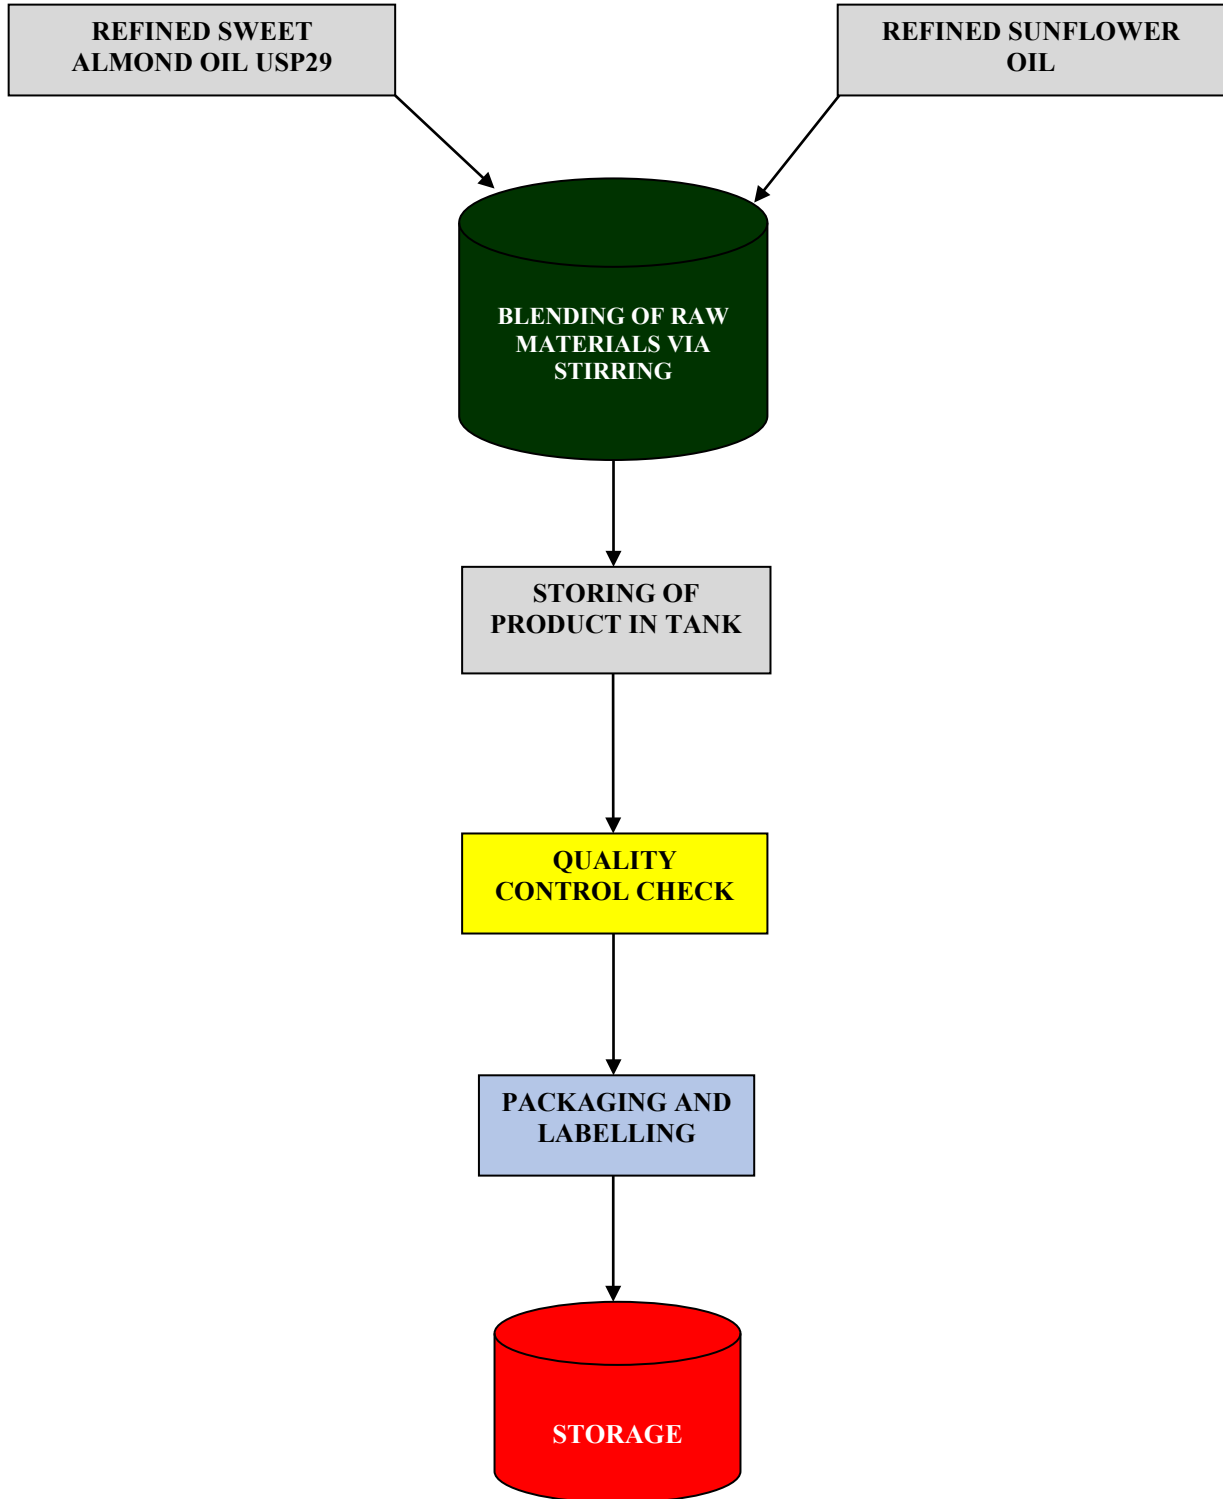 REFINED SWEET
ALMOND OIL USP29
REFINED SUNFLOWER
OIL
BLENDING OF RAW
MATERIALS VIA
STIRRING
STORING OF
PRODUCT IN TANK
QUALITY
CONTROL CHECK
PACKAGING AND
LABELLING
STORAGE